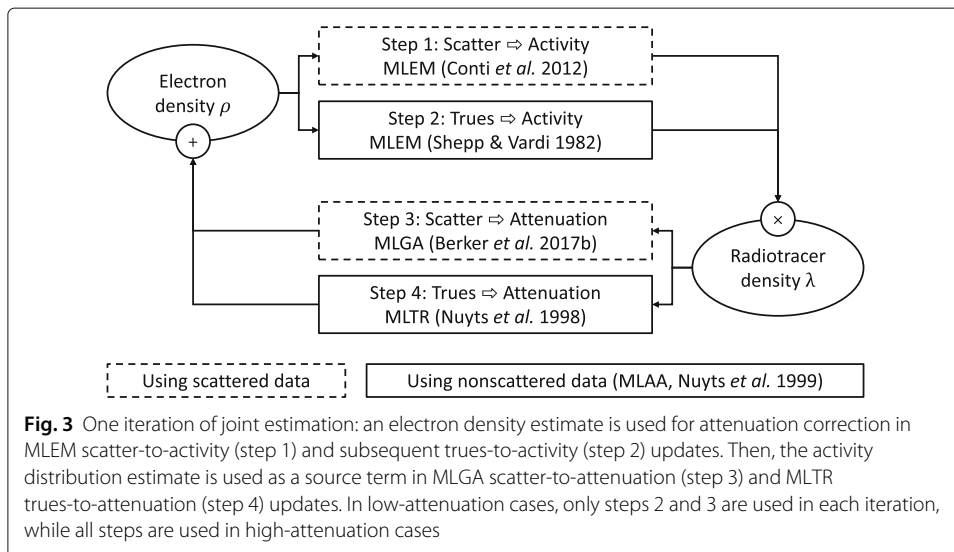 Electron
density ρ
+
Step 1: Scatter ⇨ Activity
MLEM (Conti et al. 2012)
Step 2: Trues ⇨ Activity
MLEM (Shepp & Vardi 1982)
Step 3: Scatter ⇨ Attenuation
MLGA (Berker et al. 2017b)
Step 4: Trues ⇨ Attenuation
MLTR (Nuyts et al. 1998)
×
Radiotracer
density λ
Using scattered data
Using nonscattered data (MLAA, Nuyts et al. 1999)
Fig. 3 One iteration of joint estimation: an electron density estimate is used for attenuation correction in
MLEM scatter-to-activity (step 1) and subsequent trues-to-activity (step 2) updates. Then, the activity
distribution estimate is used as a source term in MLGA scatter-to-attenuation (step 3) and MLTR
trues-to-attenuation (step 4) updates. In low-attenuation cases, only steps 2 and 3 are used in each iteration,
while all steps are used in high-attenuation cases